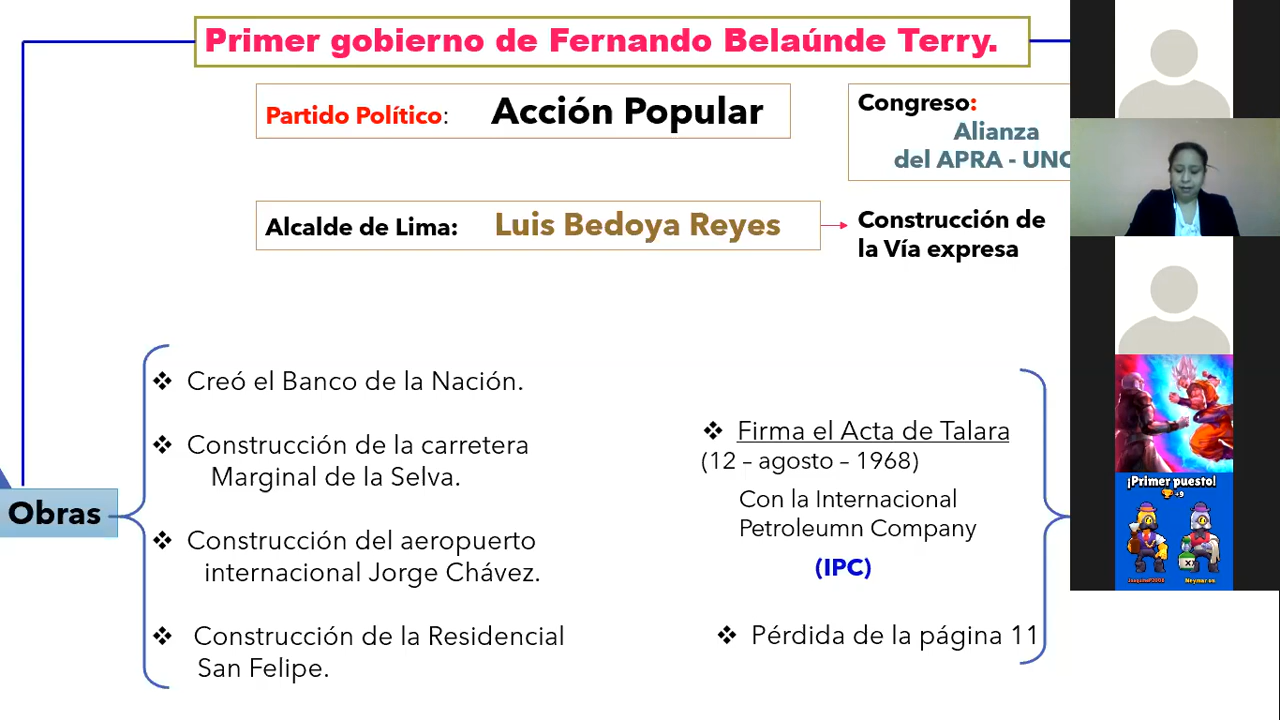 Primer gobierno de Fernando Belaúnde Terry.
Partido Político: Acción Popular
Congreso:
Alianza
del APRA - UNO
Alcalde de Lima: Luis Bedoya Reyes
Construcción de
la Vía expresa
Obras
❖ Creó el Banco de la Nación.
❖ Construcción de la carretera
Marginal de la Selva.
❖ Construcción del aeropuerto
internacional Jorge Chávez.
❖ Construcción de la Residencial
San Felipe.
❖ Firma el Acta de Talara
(12 – agosto – 1968)
Con la Internacional
Petroleumn Company
(IPC)
❖ Pérdida de la página 11
¡Primer puesto!
+9